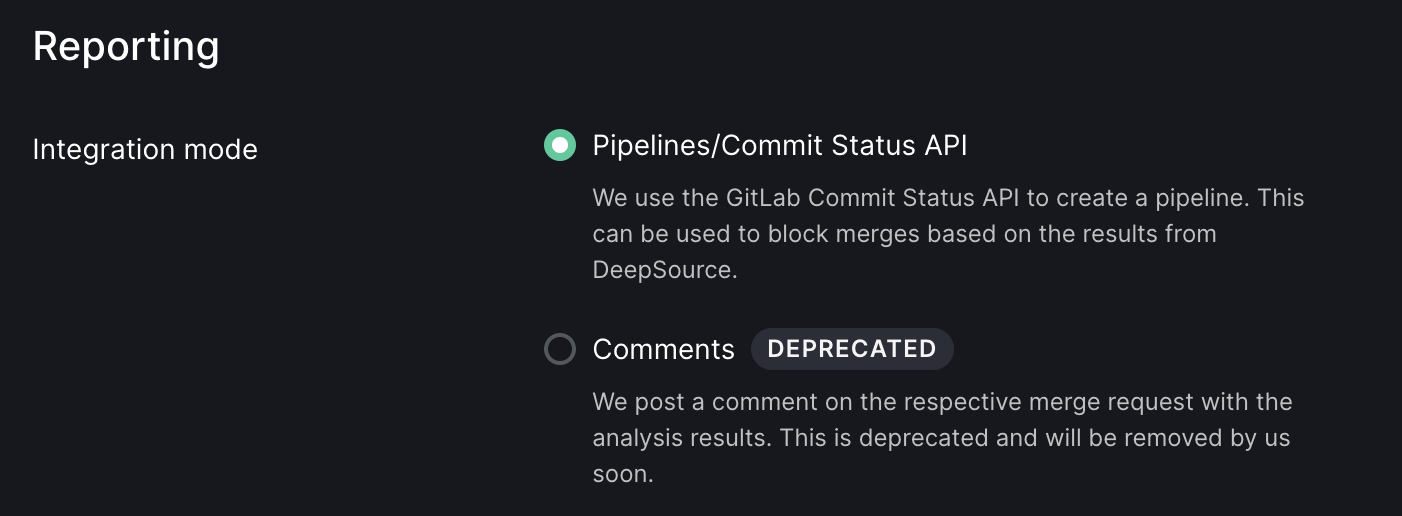 Reporting
Integration mode
Pipelines/Commit Status API
We use the GitLab Commit Status API to create a pipeline. This
can be used to block merges based on the results from
DeepSource.
Comments DEPRECATED
We post a comment on the respective merge request with the
analysis results. This is deprecated and will be removed by us
soon.